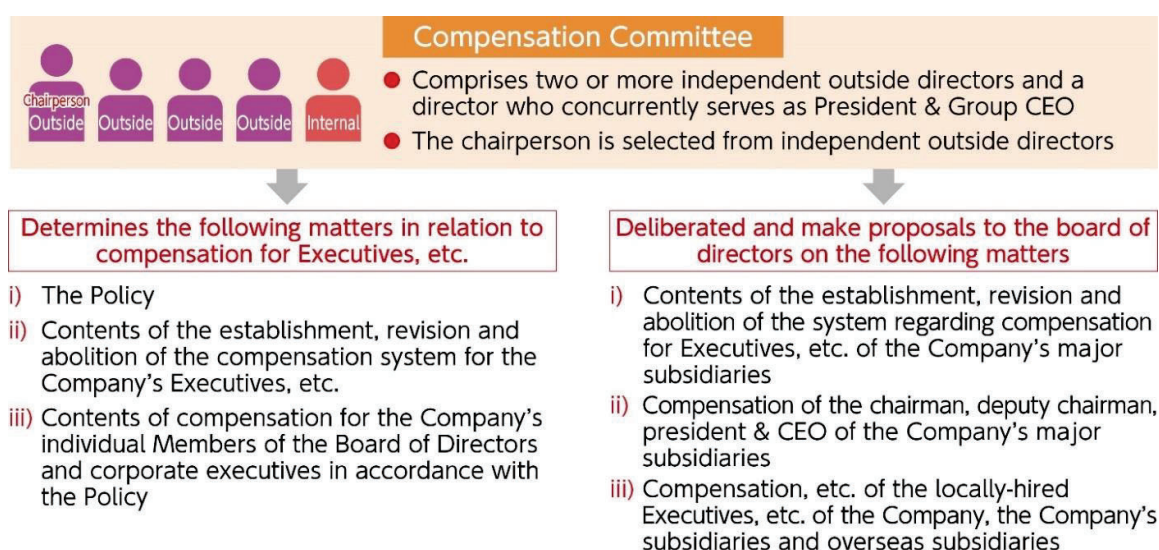 Compensation Committee
Chairperson
Outside
Outside
Outside
Outside
Internal
● Comprises two or more independent outside directors and a
director who concurrently serves as President & Group CEO
● The chairperson is selected from independent outside directors
Determines the following matters in relation to
compensation for Executives, etc.
i) The Policy
ii) Contents of the establishment, revision and
abolition of the compensation system for the
Company's Executives, etc.
iii) Contents of compensation for the Company's
individual Members of the Board of Directors
and corporate executives in accordance with
the Policy
Deliberated and make proposals to the board of
directors on the following matters
i) Contents of the establishment, revision and
abolition of the system regarding compensation
for Executives, etc. of the Company's major
subsidiaries
ii) Compensation of the chairman, deputy chairman,
president & CEO of the Company's major
subsidiaries
iii) Compensation, etc. of the locally-hired
Executives, etc. of the Company, the Company's
subsidiaries and overseas subsidiaries